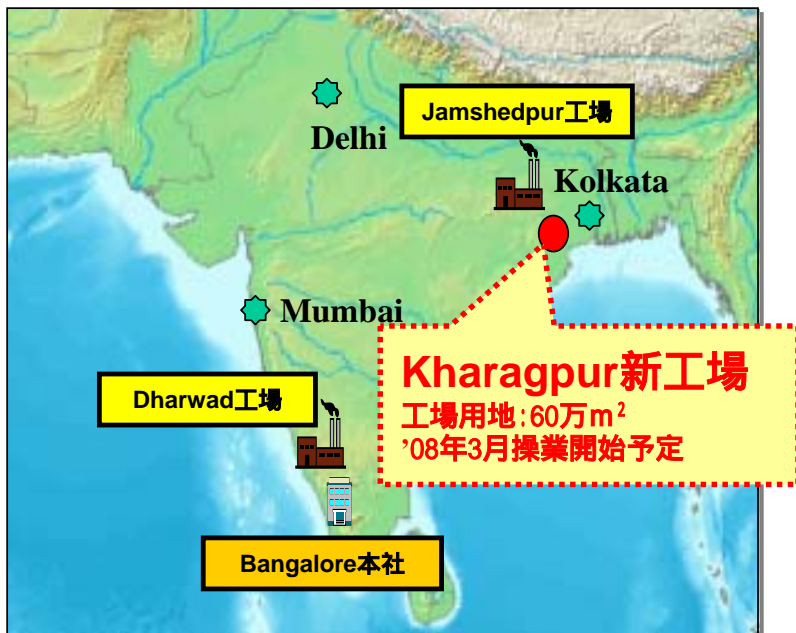 Jamshedpur工場
Delhi
Kolkata
Mumbai
Kharagpur新工場
工場用地:60万m²
'08年3月操業開始予定
Dharwad工場
Bangalore本社